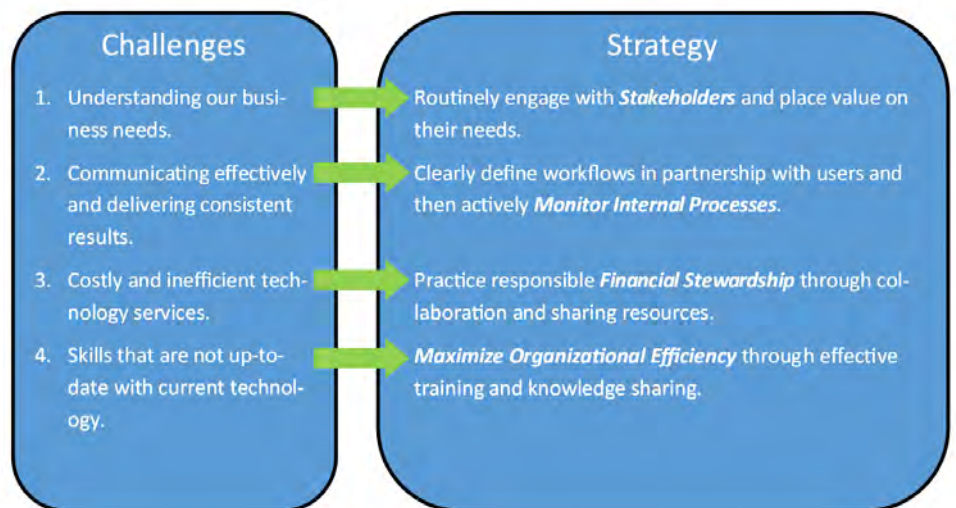 Challenges
1. Understanding our busi-
ness needs.
2. Communicating effectively
and delivering consistent
results.
3. Costly and inefficient tech-
nology services.
4. Skills that are not up-to-
date with current technol-
ogy.
Strategy
Routinely engage with Stakeholders and place value on
their needs.
Clearly define workflows in partnership with users and
then actively Monitor Internal Processes.
Practice responsible Financial Stewardship through col-
laboration and sharing resources.
Maximize Organizational Efficiency through effective
training and knowledge sharing.